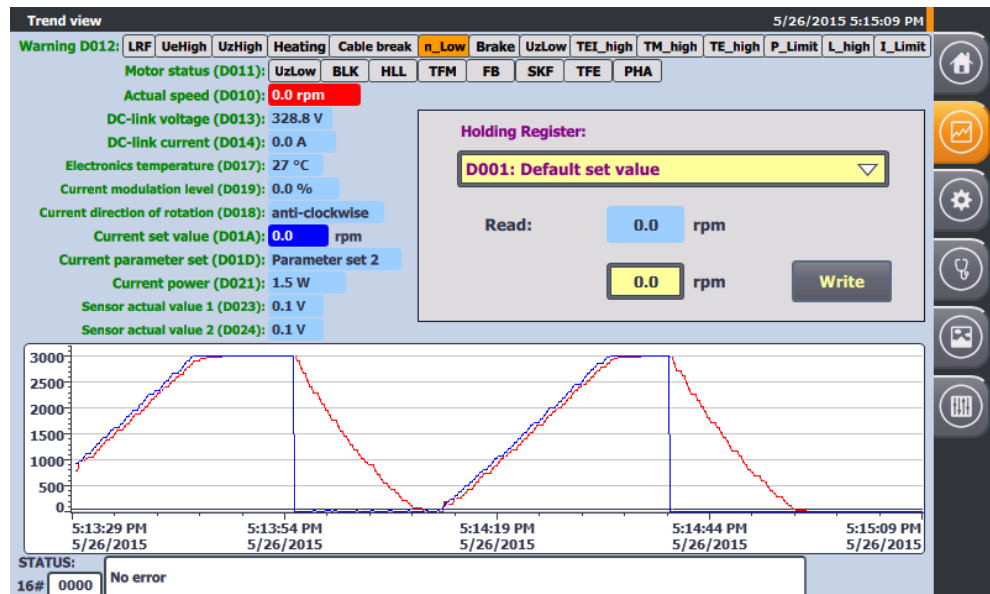 Trend view 5/26/2015 5:15:09 PM
Warning D012: LRF UeHigh UzHigh Heating Cable break n_Low Brake UzLow TEI_high TM_high TE_high P_Limit L_high I_Limit
Motor status (D011): UzLow BLK HLL TFM FB SKF TFE PHA
Actual speed (D010): 0.0 rpm
DC-link voltage (D013): 328.8 V
DC-link current (D014): 0.0 A
Electronics temperature (D017): 27 °C
Current modulation level (D019): 0.0 %
Current direction of rotation (D018): anti-clockwise
Current set value (D01A): 0.0 rpm
Current parameter set (D01D): Parameter set 2
Current power (D021): 1.5 W
Sensor actual value 1 (D023): 0.1 V
Sensor actual value 2 (D024): 0.1 V
Holding Register:
D001: Default set value
Read: 0.0 rpm
0.0 rpm Write
3000
2500
2000
1500
1000
500
0
5:13:29 PM 5:13:54 PM 5:14:19 PM 5:14:44 PM 5:15:09 PM
5/26/2015 5/26/2015 5/26/2015 5/26/2015 5/26/2015
STATUS:
16# 0000 No error